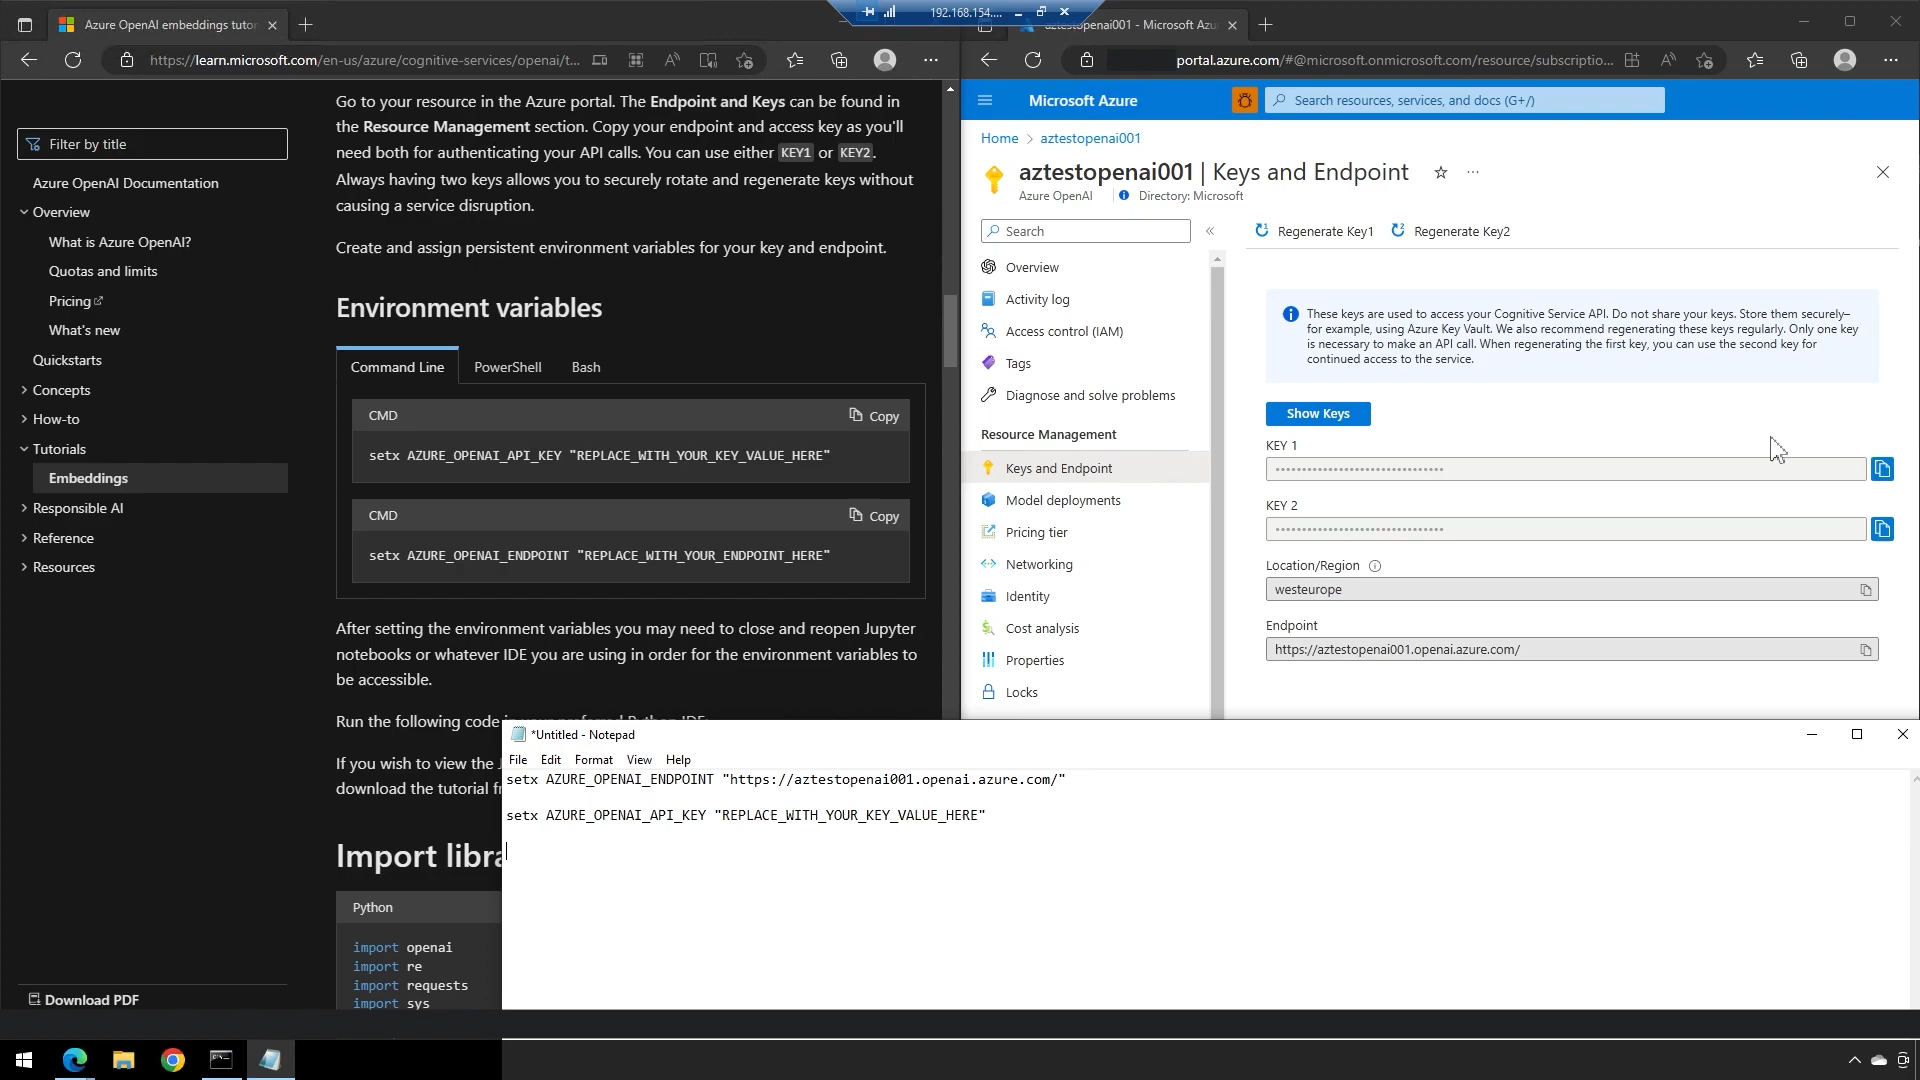 Azure OpenAI embeddings tutor
https://learn.microsoft.com/en-us/azure/cognitive-services/openai/t...
Filter by title
Azure OpenAI Documentation
Overview
What is Azure OpenAI?
Quotas and limits
Pricing
What's new
Quickstarts
Concepts
How-to
Tutorials
Embeddings
Responsible AI
Reference
Resources
Download PDF
Go to your resource in the Azure portal. The Endpoint and Keys can be found in
the Resource Management section. Copy your endpoint and access key as you'll
need both for authenticating your API calls. You can use either KEY1 or KEY2.
Always having two keys allows you to securely rotate and regenerate keys without
causing a service disruption.
Create and assign persistent environment variables for your key and endpoint.
Environment variables
Command Line PowerShell Bash
CMD Copy
setx AZURE_OPENAI_API_KEY "REPLACE_WITH_YOUR_KEY_VALUE_HERE"
CMD Copy
setx AZURE_OPENAI_ENDPOINT "REPLACE_WITH_YOUR_ENDPOINT_HERE"
After setting the environment variables you may need to close and reopen Jupyter
notebooks or whatever IDE you are using in order for the environment variables to
be accessible.
Run the following code in your preferred Python IDE:
If you wish to view the J
download the tutorial f
Import libra
Python
import openai
import re
import requests
import sys
192.168.154....
aztestopenai001 - Microsoft Azu
portal.azure.com/#@microsoft.onmicrosoft.com/resource/subscriptio...
Microsoft Azure
Search resources, services, and docs (G+/)
Home > aztestopenai001
aztestopenai001 | Keys and Endpoint
Azure OpenAI
Directory: Microsoft
Search
Overview
Activity log
Access control (IAM)
Tags
Diagnose and solve problems
Resource Management
Keys and Endpoint
Model deployments
Pricing tier
Networking
Identity
Cost analysis
Properties
Locks
Regenerate Key1 Regenerate Key2
These keys are used to access your Cognitive Service API. Do not share your keys. Store them securely–
for example, using Azure Key Vault. We also recommend regenerating these keys regularly. Only one key
is necessary to make an API call. When regenerating the first key, you can use the second key for
continued access to the service.
Show Keys
KEY 1
KEY 2
Location/Region
westeurope
Endpoint
https://aztestopenai001.openai.azure.com/
*Untitled - Notepad
File Edit Format View Help
setx AZURE_OPENAI_ENDPOINT "https://aztestopenai001.openai.azure.com/"
setx AZURE_OPENAI_API_KEY "REPLACE_WITH_YOUR_KEY_VALUE_HERE"